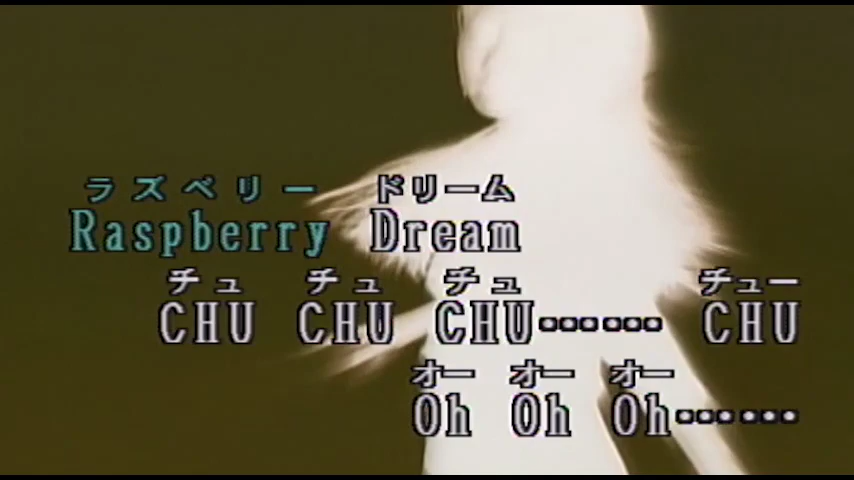 ラズベリー ドリーム
Raspberry Dream
チュ チュ チュ チュー
CHU CHU CHU…… CHU
オー オー オー
Oh Oh Oh……